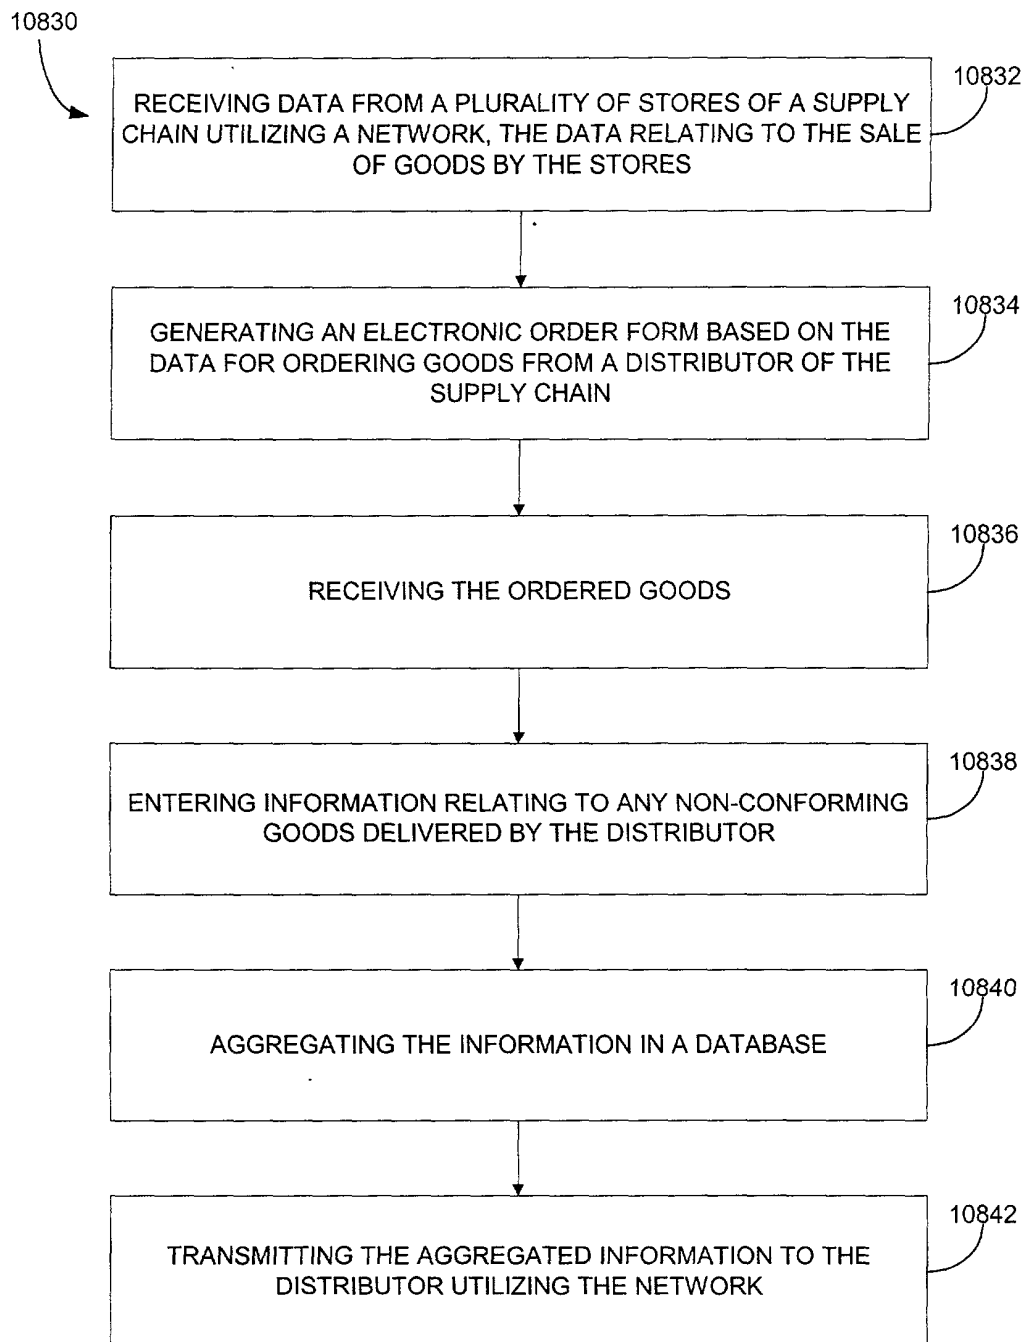 10830
10832
RECEIVING DATA FROM A PLURALITY OF STORES OF A SUPPLY
CHAIN UTILIZING A NETWORK, THE DATA RELATING TO THE SALE
OF GOODS BY THE STORES
10834
GENERATING AN ELECTRONIC ORDER FORM BASED ON THE
DATA FOR ORDERING GOODS FROM A DISTRIBUTOR OF THE
SUPPLY CHAIN
10836
RECEIVING THE ORDERED GOODS
10838
ENTERING INFORMATION RELATING TO ANY NON-CONFORMING
GOODS DELIVERED BY THE DISTRIBUTOR
10840
AGGREGATING THE INFORMATION IN A DATABASE
10842
TRANSMITTING THE AGGREGATED INFORMATION TO THE
DISTRIBUTOR UTILIZING THE NETWORK